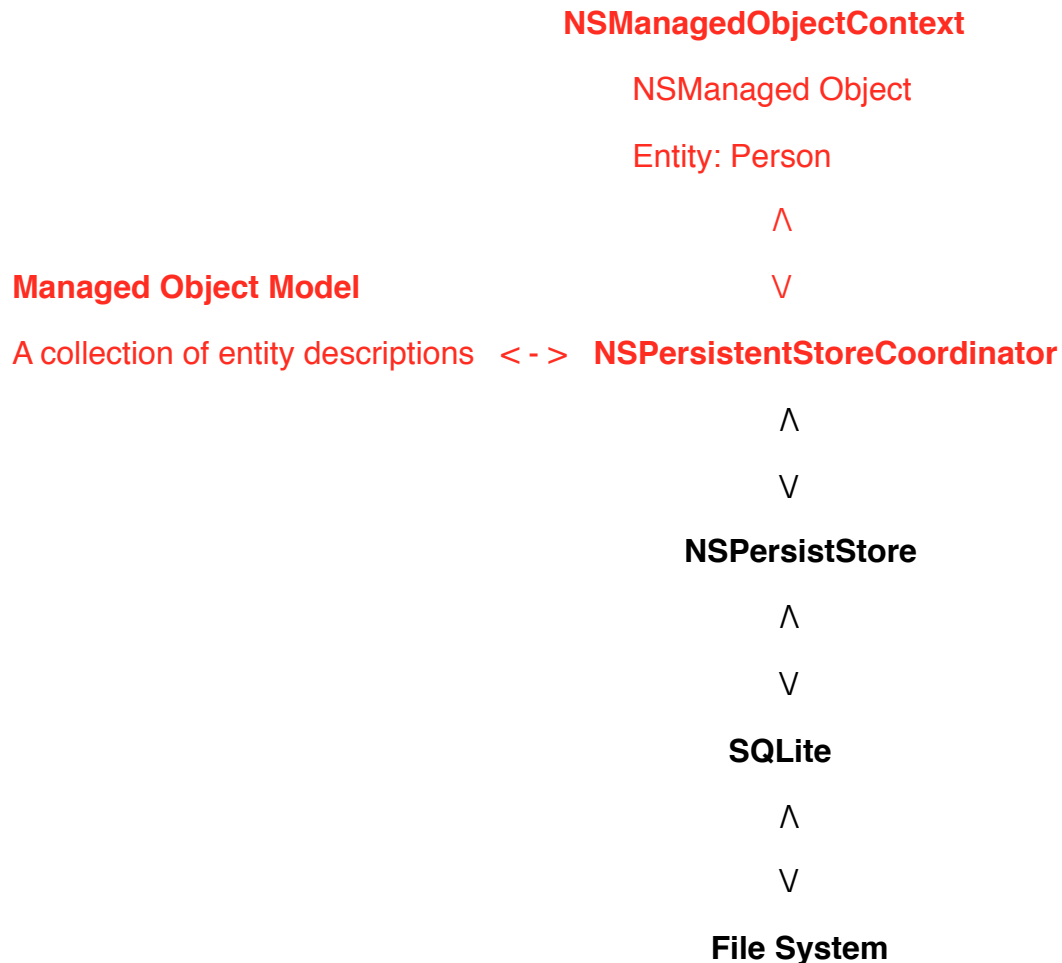 NSManagedObjectContext
NSManaged Object
Entity: Person
/\
\/
Managed Object Model
A collection of entity descriptions < - > NSPersistentStoreCoordinator
/\
\/
NSPersistStore
/\
\/
SQLite
/\
\/
File System